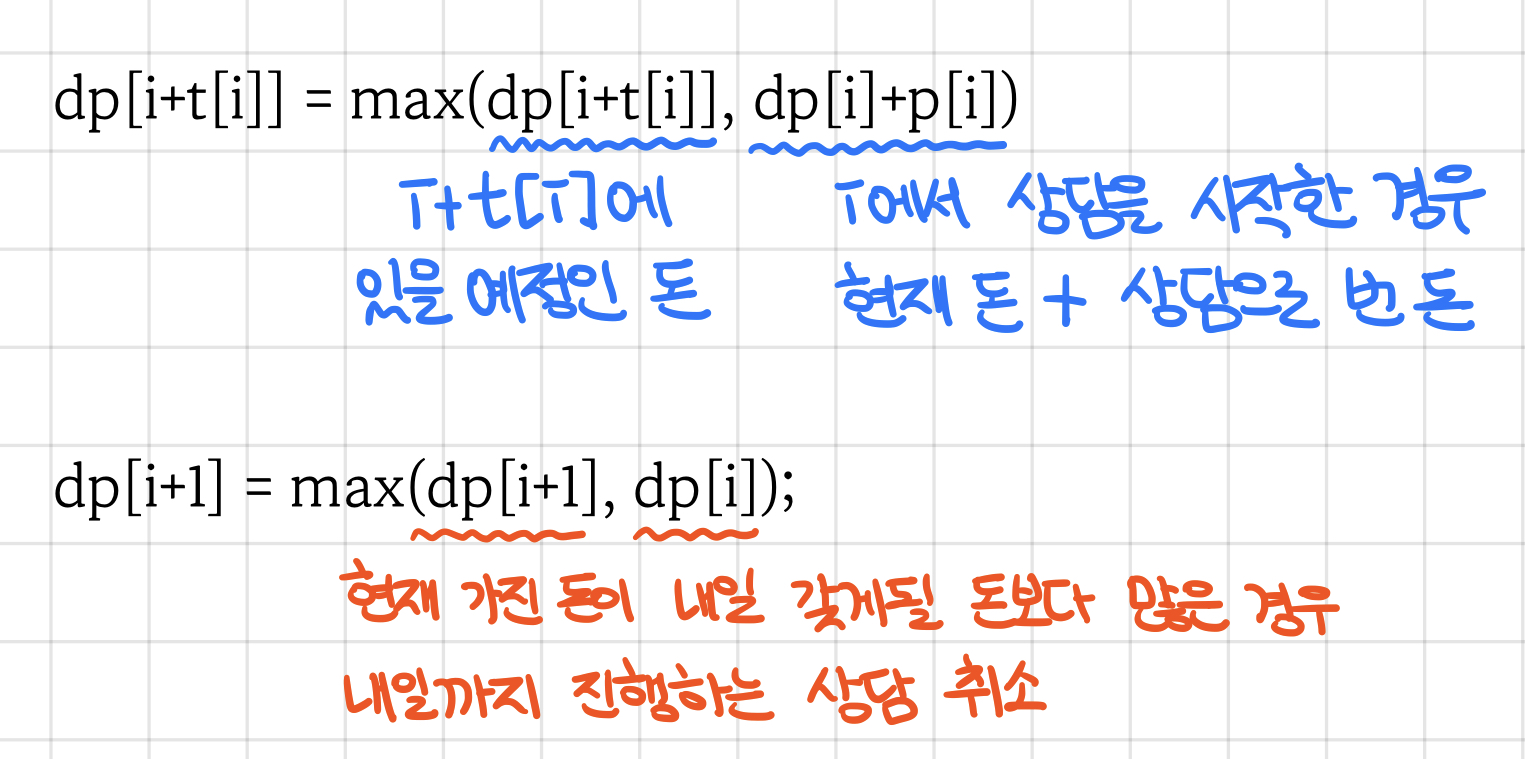 dp[i+t[i]] = max(dp[i+t[i]], dp[i]+p[i])
i+t[i]에 i에서 상담을 시작한 경우
있을 예정인 돈 현재 돈 + 상담으로 번 돈
dp[i+1] = max(dp[i+1], dp[i]);
현재 가진 돈이 내일 갖게될 돈보다 많은 경우
내일까지 진행하는 상담 취소